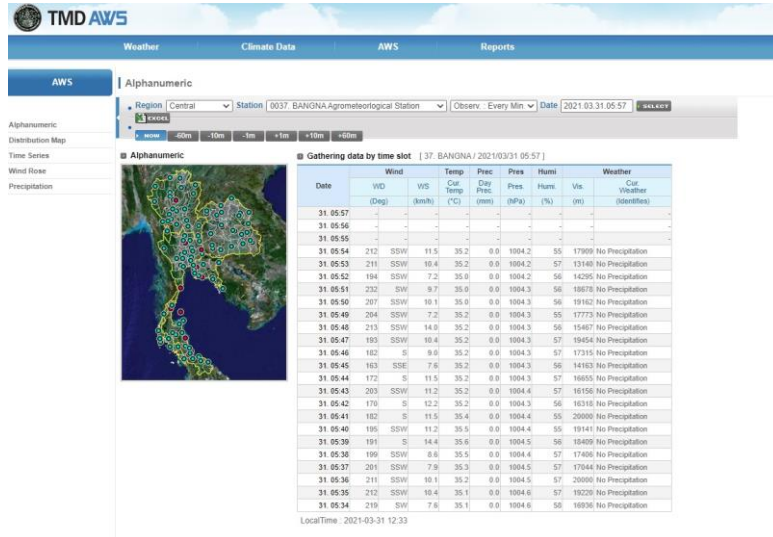 TMD AWS
Weather Climate Data AWS Reports
AWS
Alphanumeric
Distribution Map
Time Series
Wind Rose
Precipitation
Alphanumeric
Region Central Station 0037. BANGNA Agrometeorlogical Station Observ. : Every Min. Date 2021.03.31.05:57 SELECT
EXCEL
NOW -60m -10m -1m +1m +10m +60m
Alphanumeric
Gathering data by time slot [ 37: BANGNA / 2021/03/31 05:57 ]
Date Wind Temp Prec Pres Humi Weather
WD WS Cur. Temp Day Prec. Pres. Humi. Vis. Cur. Weather
(Deg) (km/h) (°C) (mm) (hPa) (%) (m) (Identifies)
31. 05:57 - - - - - - - - -
31. 05:56 - - - - - - - - -
31. 05:55 - - - - - - - - -
31. 05:54 212 SSW 11.5 35.2 0.0 1004.2 55 17909 No Precipitation
31. 05:53 211 SSW 10.4 35.2 0.0 1004.2 57 13140 No Precipitation
31. 05:52 194 SSW 7.2 35.0 0.0 1004.2 56 14295 No Precipitation
31. 05:51 232 SW 9.7 35.0 0.0 1004.3 56 18678 No Precipitation
31. 05:50 207 SSW 10.1 35.0 0.0 1004.3 56 19162 No Precipitation
31. 05:49 204 SSW 7.2 35.2 0.0 1004.3 55 17773 No Precipitation
31. 05:48 213 SSW 14.0 35.2 0.0 1004.3 56 15467 No Precipitation
31. 05:47 193 SSW 10.4 35.2 0.0 1004.3 57 19454 No Precipitation
31. 05:46 182 S 9.0 35.2 0.0 1004.3 57 17315 No Precipitation
31. 05:45 163 SSE 7.6 35.2 0.0 1004.3 56 14163 No Precipitation
31. 05:44 172 S 11.5 35.2 0.0 1004.3 57 16655 No Precipitation
31. 05:43 203 SSW 11.2 35.2 0.0 1004.4 57 16156 No Precipitation
31. 05:42 170 S 12.2 35.2 0.0 1004.3 56 16318 No Precipitation
31. 05:41 182 S 11.5 35.4 0.0 1004.4 55 20000 No Precipitation
31. 05:40 195 SSW 11.2 35.5 0.0 1004.4 55 19141 No Precipitation
31. 05:39 191 S 14.4 35.6 0.0 1004.5 56 18409 No Precipitation
31. 05:38 199 SSW 8.6 35.5 0.0 1004.4 57 17406 No Precipitation
31. 05:37 201 SSW 7.9 35.3 0.0 1004.5 57 17044 No Precipitation
31. 05:36 211 SSW 10.1 35.2 0.0 1004.5 57 20000 No Precipitation
31. 05:35 212 SSW 10.4 35.1 0.0 1004.6 57 19220 No Precipitation
31. 05:34 219 SW 7.6 35.1 0.0 1004.6 58 16936 No Precipitation
LocalTime : 2021-03-31 12:33